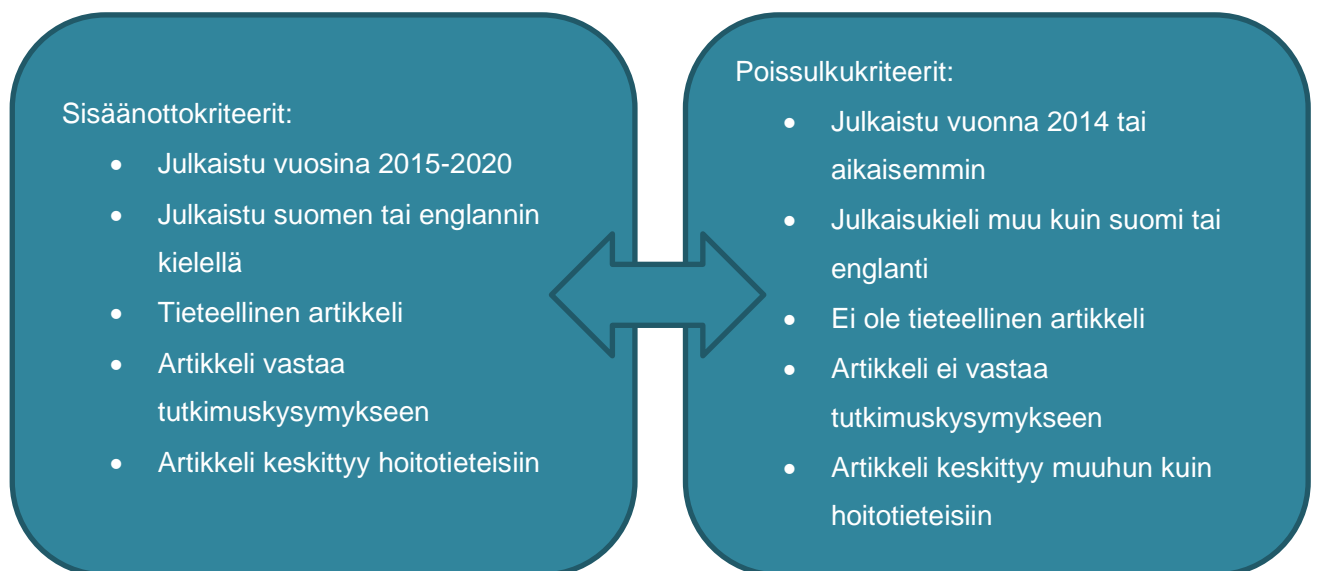 Sisäänottokriteerit:
• Julkaistu vuosina 2015-2020
• Julkaistu suomen tai englannin
kielellä
• Tieteellinen artikkeli
• Artikkeli vastaa
tutkimuskysymykseen
• Artikkeli keskittyy hoitotieteisiin
Poissulkukriteerit:
• Julkaistu vuonna 2014 tai
aikaisemmin
• Julkaisukieli muu kuin suomi tai
englanti
• Ei ole tieteellinen artikkeli
• Artikkeli ei vastaa
tutkimuskysymykseen
• Artikkeli keskittyy muuhun kuin
hoitotieteisiin